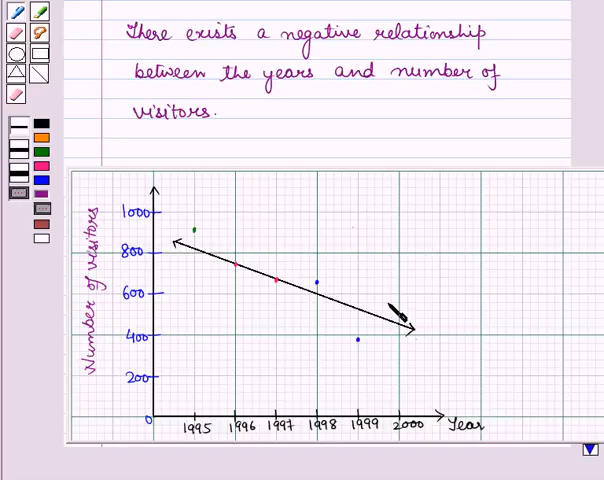 There exists a negative relationship
between the years and number of
visitors.
Number of visitors
1000
800
600
400
200
0
1995 1996 1997 1998 1999 2000 Year